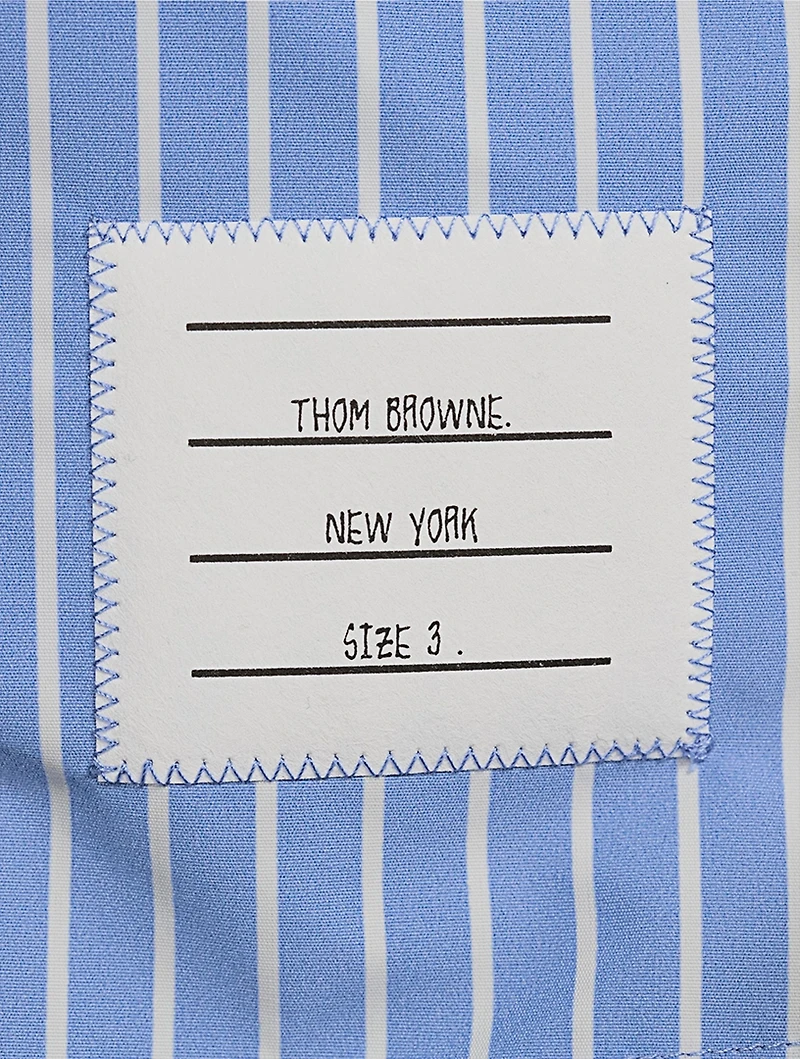 THOM BROWNE.
NEW YORK
SIZE 3 .